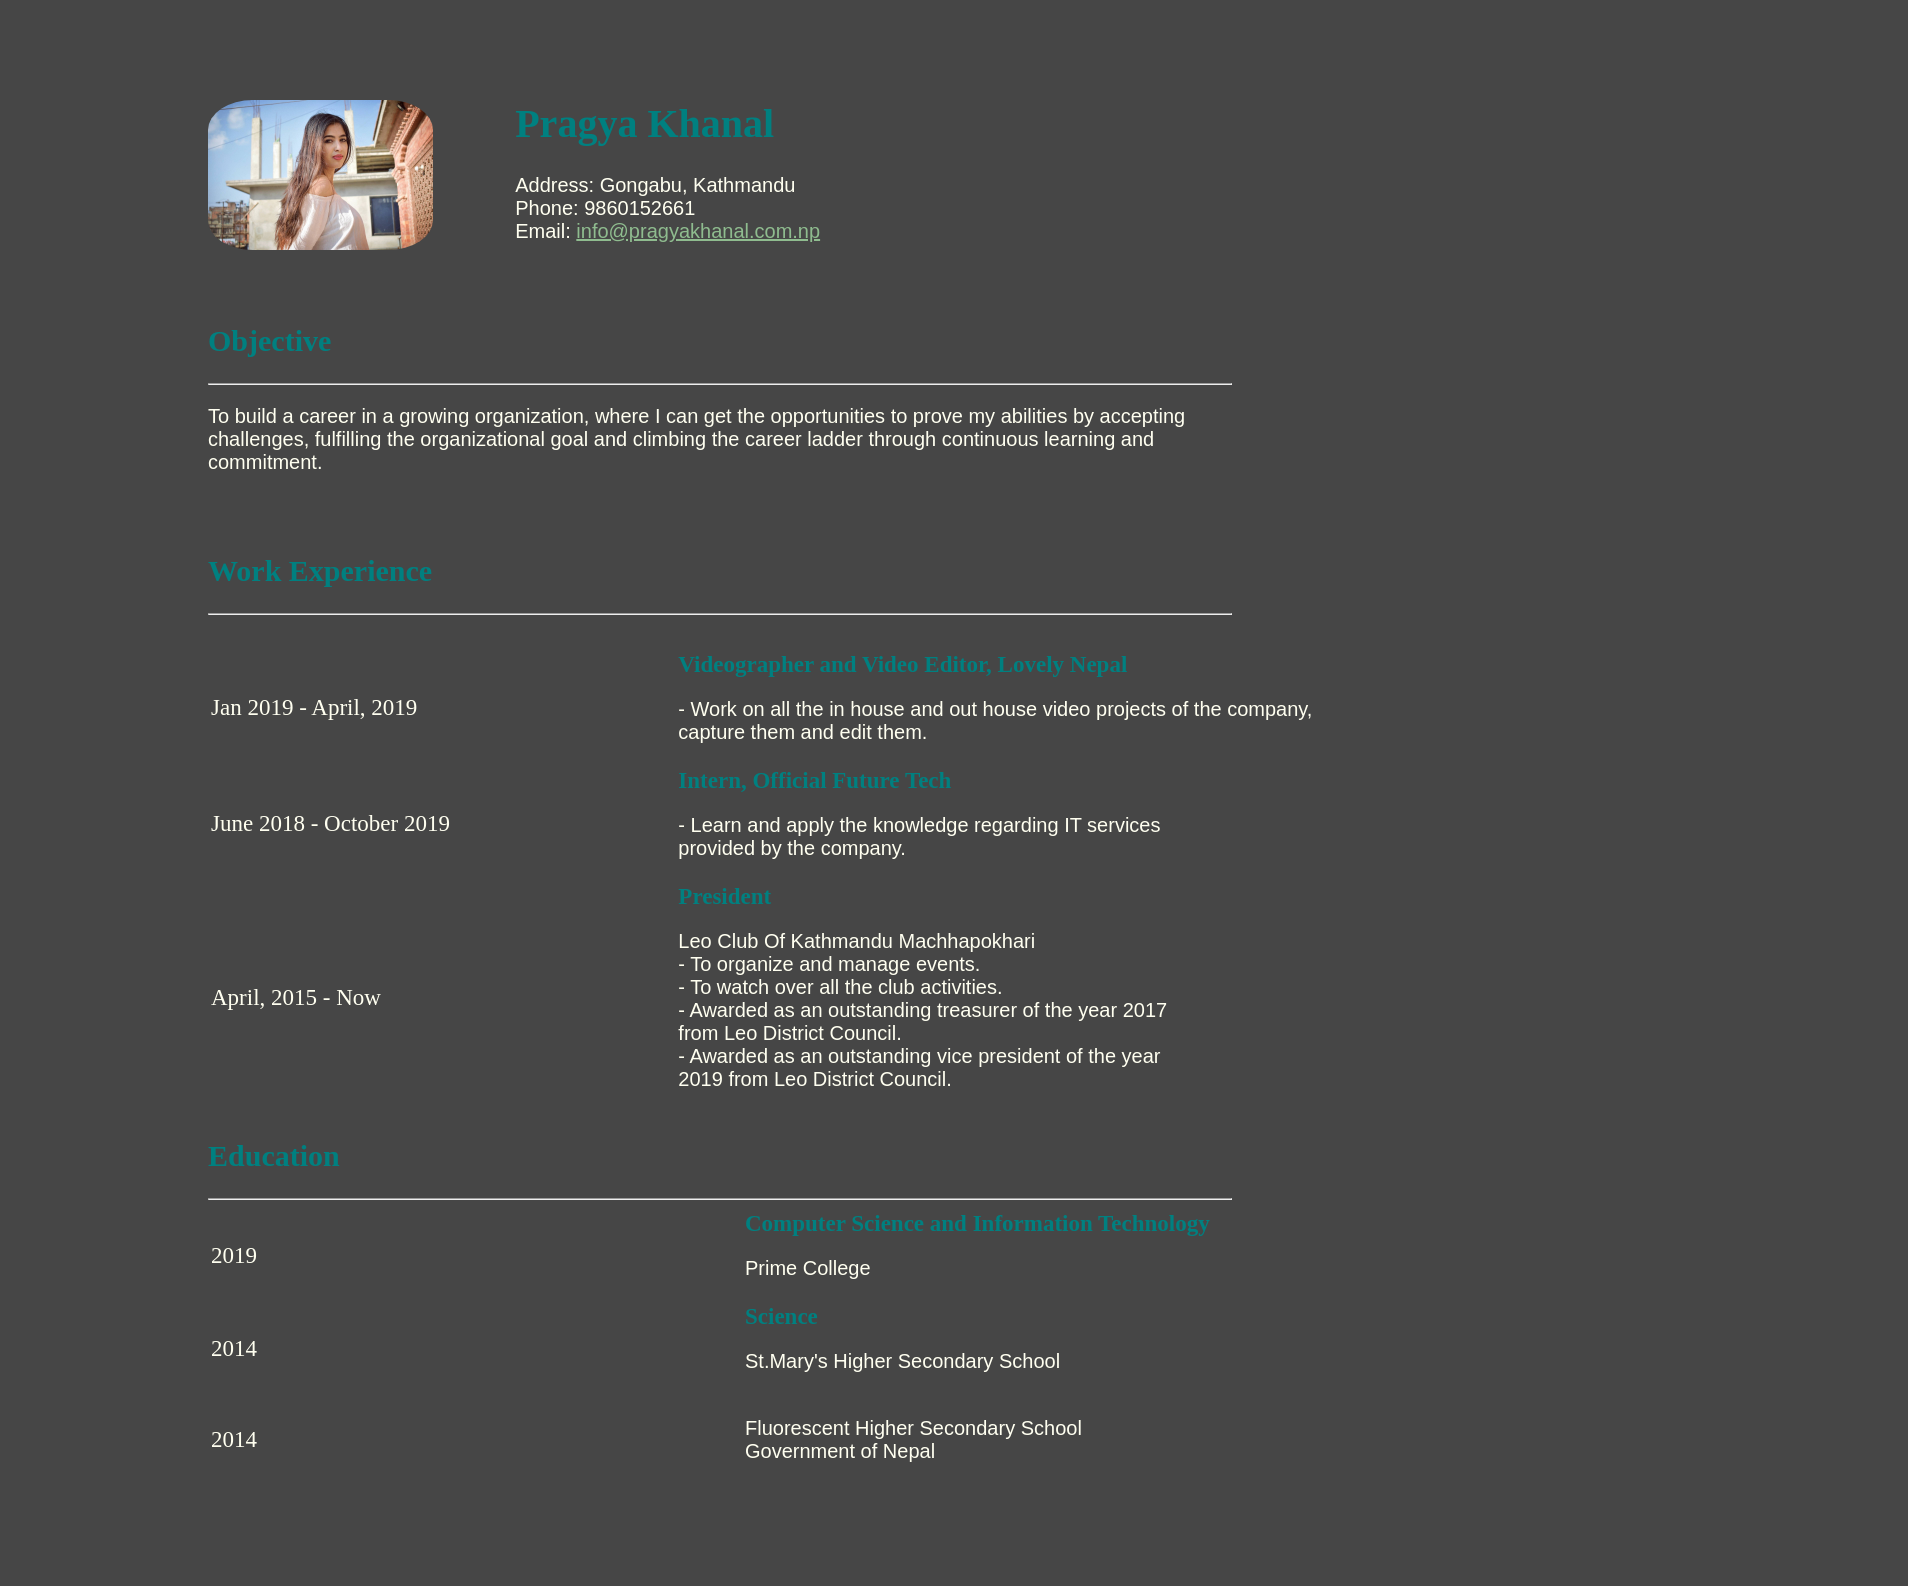 Pragya Khanal
Address: Gongabu, Kathmandu
Phone: 9860152661
Email: info@pragyakhanal.com.np
Objective
To build a career in a growing organization, where I can get the opportunities to prove my abilities by accepting
challenges, fulfilling the organizational goal and climbing the career ladder through continuous learning and
commitment.
Work Experience
Jan 2019 - April, 2019
Videographer and Video Editor, Lovely Nepal
- Work on all the in house and out house video projects of the company,
capture them and edit them.
June 2018 - October 2019
Intern, Official Future Tech
- Learn and apply the knowledge regarding IT services
provided by the company.
April, 2015 - Now
President
Leo Club Of Kathmandu Machhapokhari
- To organize and manage events.
- To watch over all the club activities.
- Awarded as an outstanding treasurer of the year 2017
from Leo District Council.
- Awarded as an outstanding vice president of the year
2019 from Leo District Council.
Education
2019
Computer Science and Information Technology
Prime College
2014
Science
St.Mary's Higher Secondary School
2014
Fluorescent Higher Secondary School
Government of Nepal